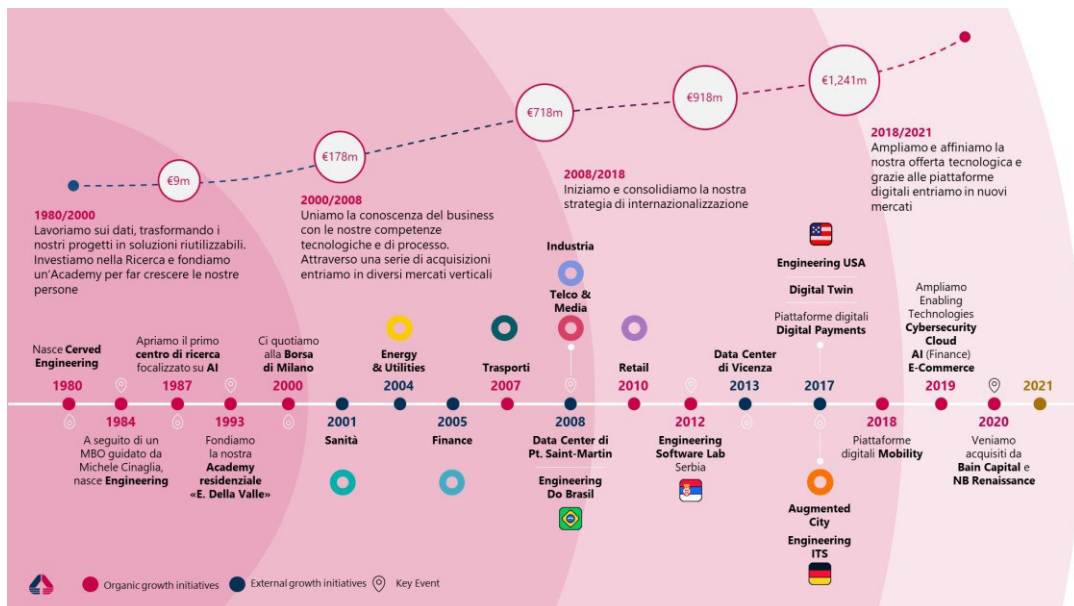 €9m
€178m
€718m
€918m
€1,241m
1980/2000
Lavoriamo sui dati, trasformando i
nostri progetti in soluzioni riutilizzabili.
Investiamo nella Ricerca e fondiamo
un'Academy per far crescere le nostre
persone
2000/2008
Uniamo la conoscenza del business
con le nostre competenze
tecnologiche e di processo.
Attraverso una serie di acquisizioni
entriamo in diversi mercati verticali
2008/2018
Iniziamo e consolidiamo la nostra
strategia di internazionalizzazione
2018/2021
Ampliamo e affiniamo la
nostra offerta tecnologica e
grazie alle piattaforme
digitali entriamo in nuovi
mercati
Nasce Cerved
Engineering
1980
1984
A seguito di un
MBO guidato da
Michele Cinaglia,
nasce Engineering
Apriamo il primo
centro di ricerca
focalizzato su AI
1987
1993
Fondiamo
la nostra
Academy
residenziale
«E. Della Valle»
Ci quotiamo
alla Borsa
di Milano
2000
2001
Sanità
Energy
& Utilities
2004
2005
Finance
Trasporti
2007
Industria
Telco &
Media
2008
Data Center di
Pt. Saint-Martin
Engineering
Do Brasil
Retail
2010
2012
Engineering
Software Lab
Serbia
Data Center
di Vicenza
2013
Engineering USA
Digital Twin
Piattaforme digitali
Digital Payments
2017
Augmented
City
Engineering
ITS
2018
Piattaforme
digitali Mobility
Ampliamo
Enabling
Technologies
Cybersecurity
Cloud
AI (Finance)
E-Commerce
2019
2020
Veniamo
acquisiti da
Bain Capital e
NB Renaissance
2021
Organic growth initiatives
External growth initiatives
Key Event